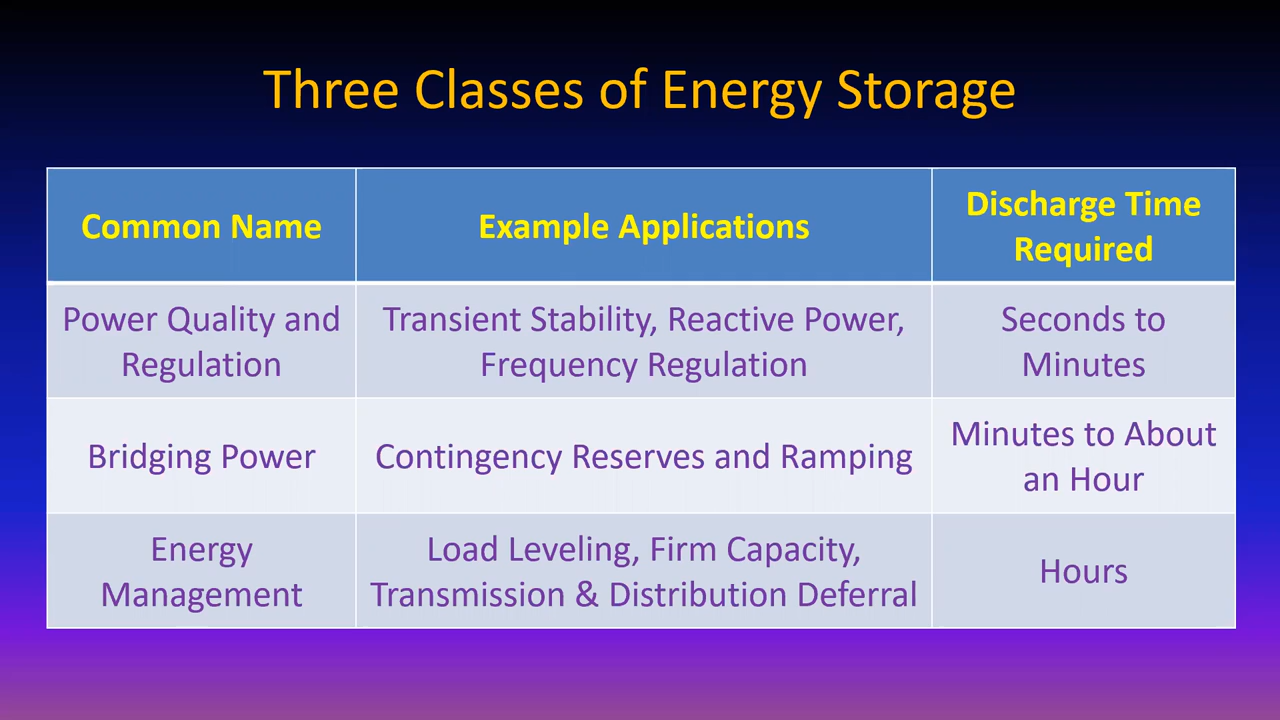 Three Classes of Energy Storage
Common Name
Example Applications
Discharge Time
Required
Power Quality and
Regulation
Transient Stability, Reactive Power,
Frequency Regulation
Seconds to
Minutes
Bridging Power
Contingency Reserves and Ramping
Minutes to About
an Hour
Energy
Management
Load Leveling, Firm Capacity,
Transmission & Distribution Deferral
Hours